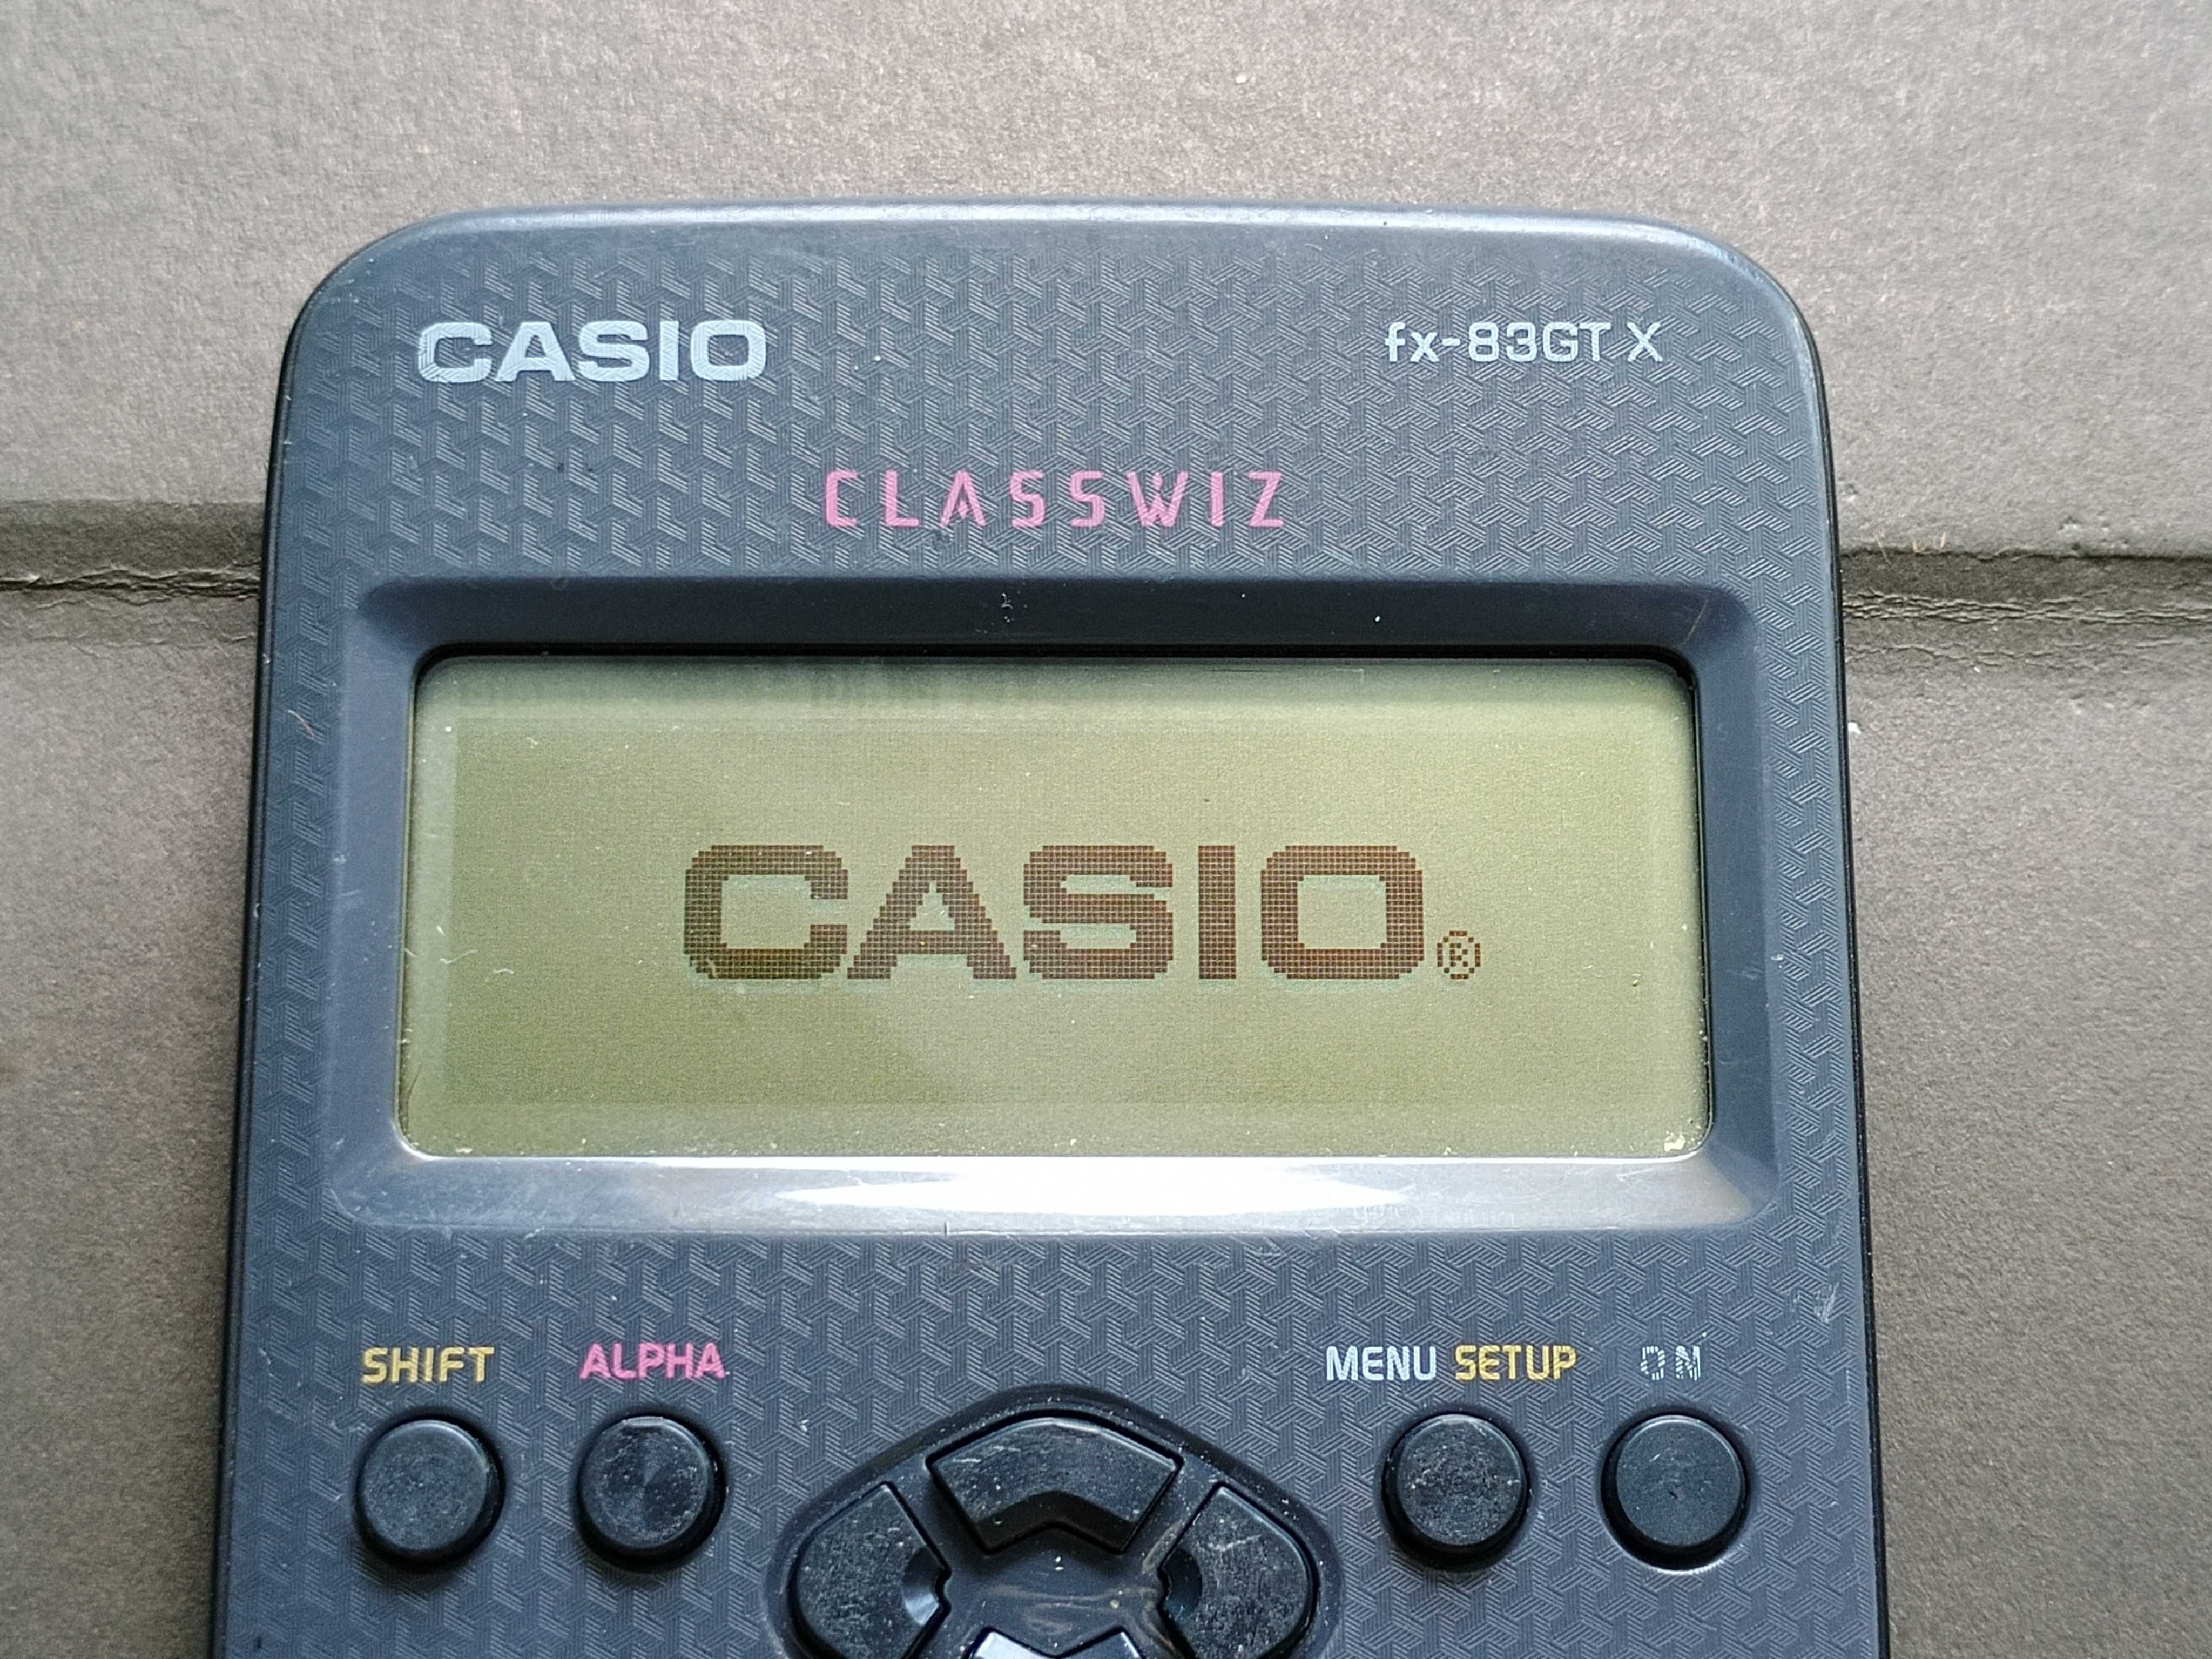 CASIO fx-83GT X
CLASSWIZ
CASIO®
SHIFT ALPHA MENU SETUP ON